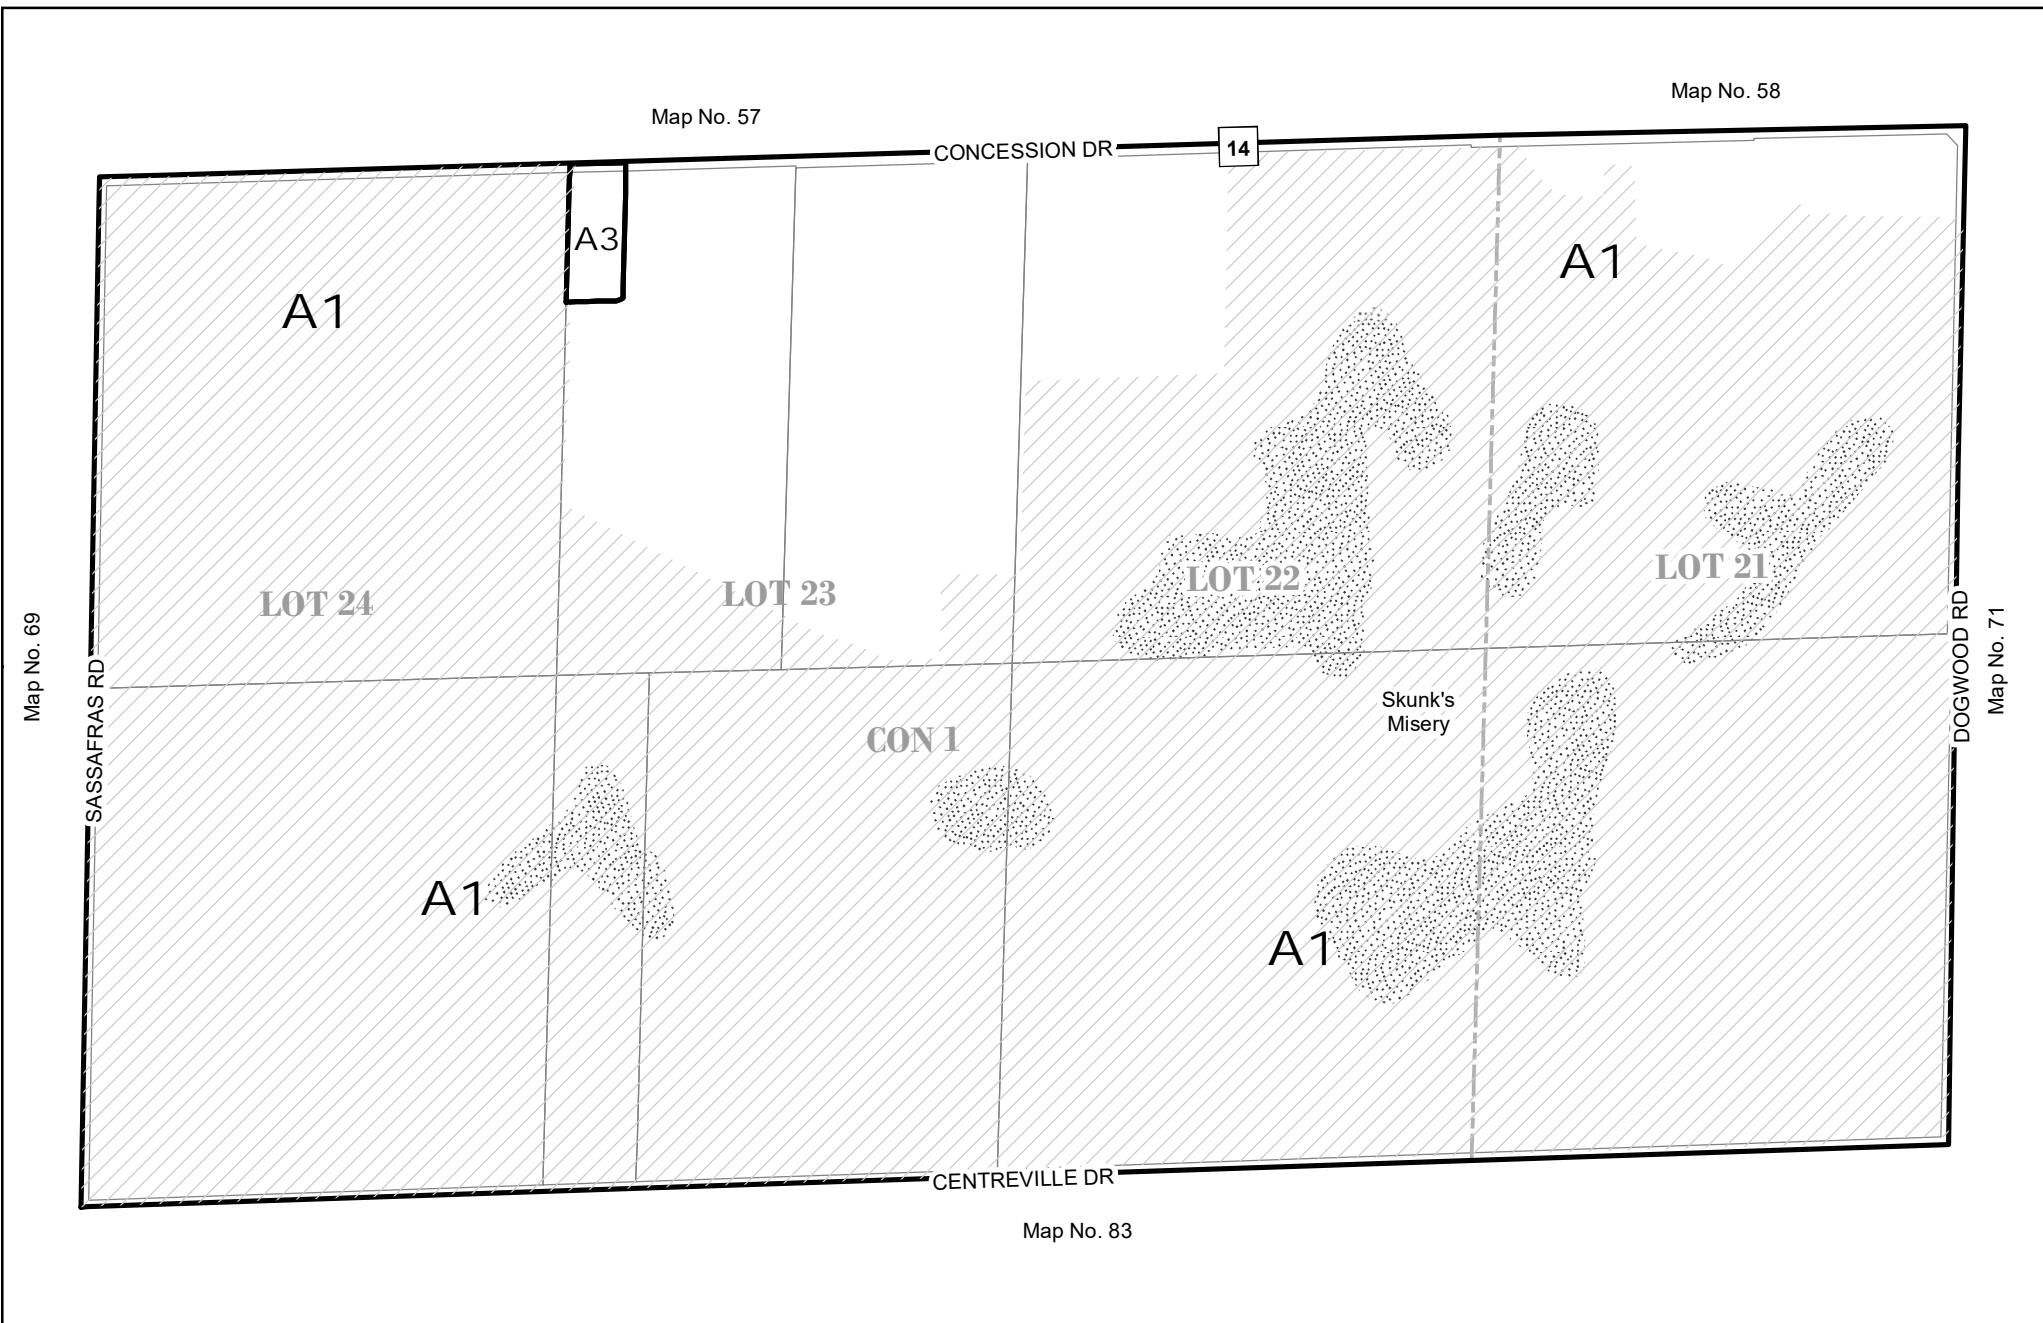 Map No. 58
Map No. 57
CONCESSION DR
14
A3
A1
A1
LOT 21
LOT 22
LOT 23
LOT 24
Map No. 69
SASSAFRAS RD
DOGWOOD RD
Map No. 71
Skunk's
Misery
CON 1
A1
A1
CENTREVILLE DR
Map No. 83